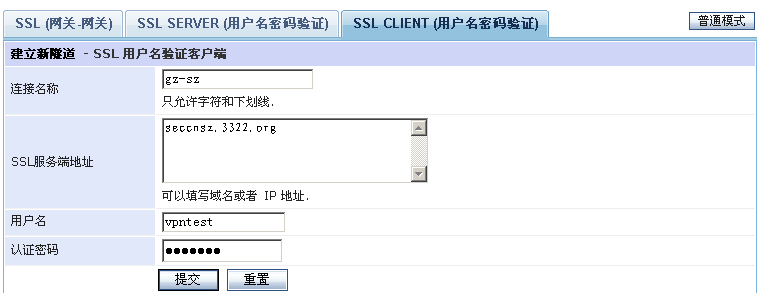 SSL (网关-网关)
SSL SERVER (用户名密码验证)
SSL CLIENT (用户名密码验证)
普通模式
建立新隧道 - SSL 用户名验证客户端
连接名称
gz-sz
只允许字符和下划线.
SSL服务端地址
seccnsz.3322.org
可以填写域名或者 IP 地址.
用户名
vpntest
认证密码
●●●●●●●
提交
重置